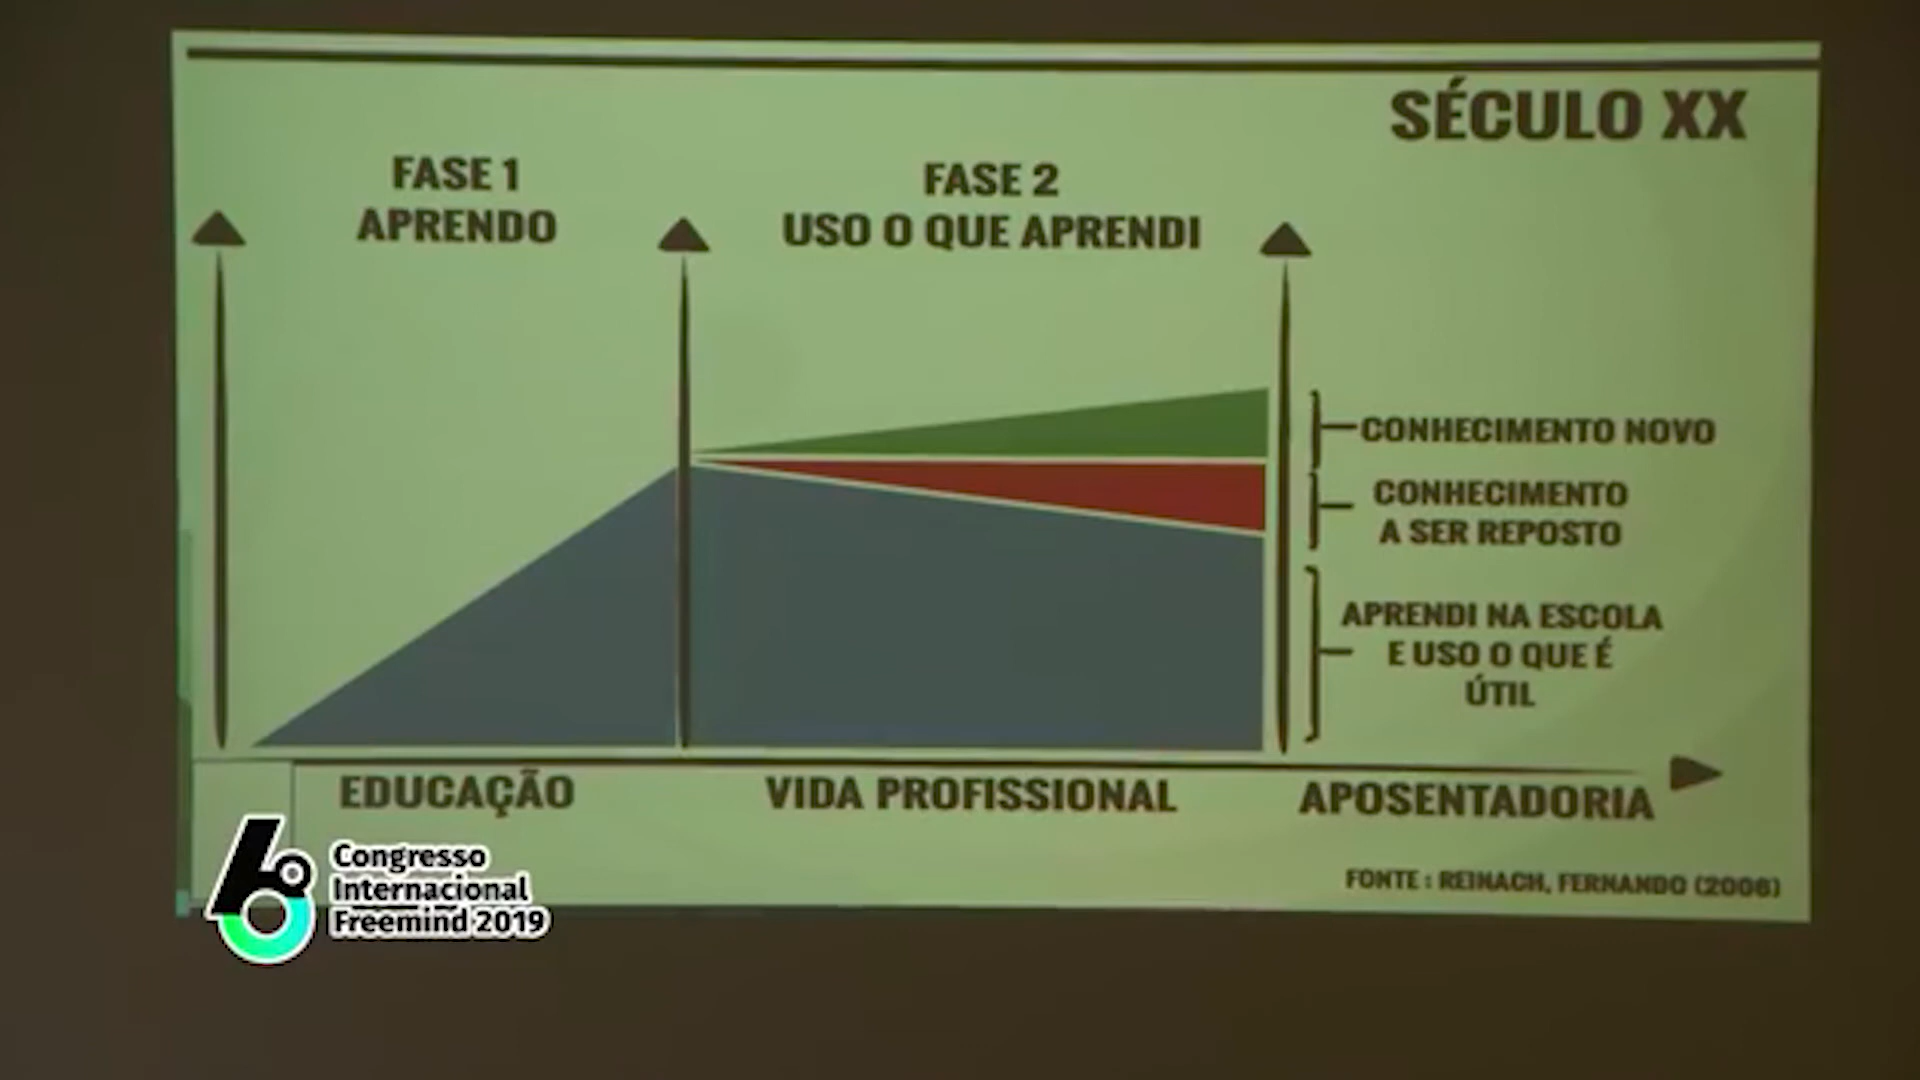 SÉCULO XX
FASE 1
APRENDO
FASE 2
USO O QUE APRENDI
CONHECIMENTO NOVO
CONHECIMENTO
A SER REPOSTO
APRENDI NA ESCOLA
E USO O QUE É
ÚTIL
EDUCAÇÃO
VIDA PROFISSIONAL
APOSENTADORIA
FONTE : REINACH, FERNANDO (2006)
6º
Congresso
Internacional
Freemind 2019